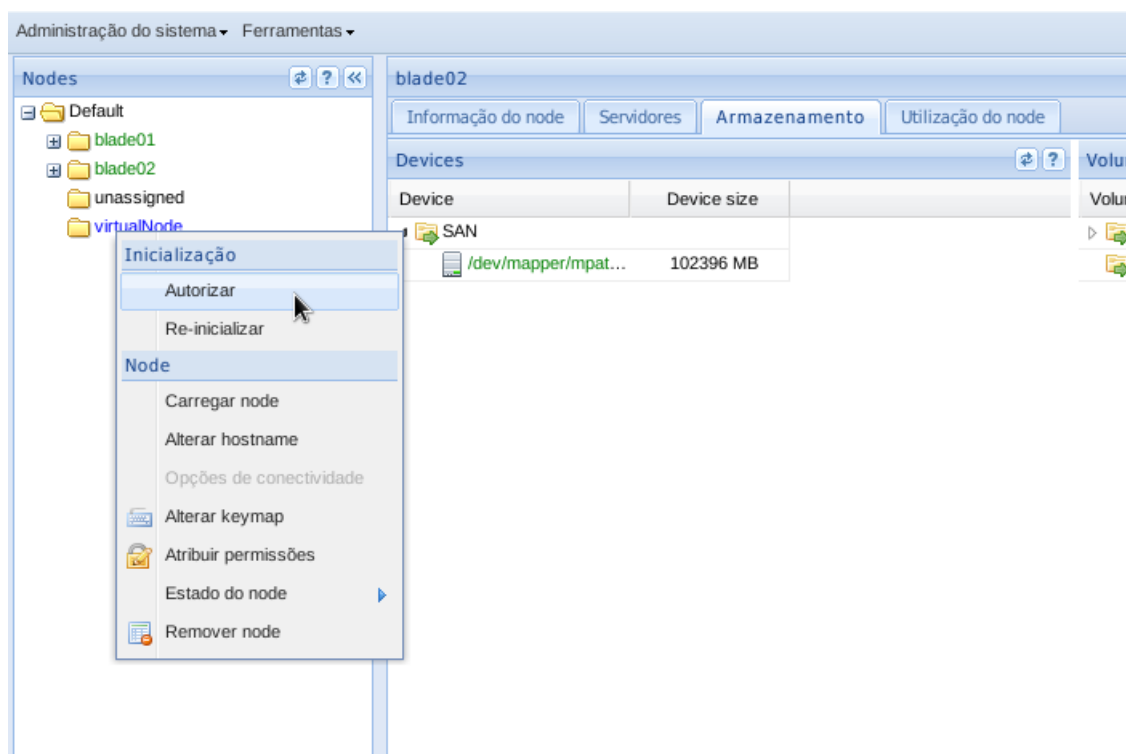 Administração do sistema Ferramentas
Nodes
Default
blade01
blade02
unassigned
virtualNode
Inicialização
Autorizar
Re-inicializar
Node
Carregar node
Alterar hostname
Opções de conectividade
Alterar keymap
Atribuir permissões
Estado do node
Remover node
blade02
Informação do node Servidores Armazenamento Utilização do node
Devices
Device Device size
SAN
/dev/mapper/mpat... 102396 MB
Volu
Volu